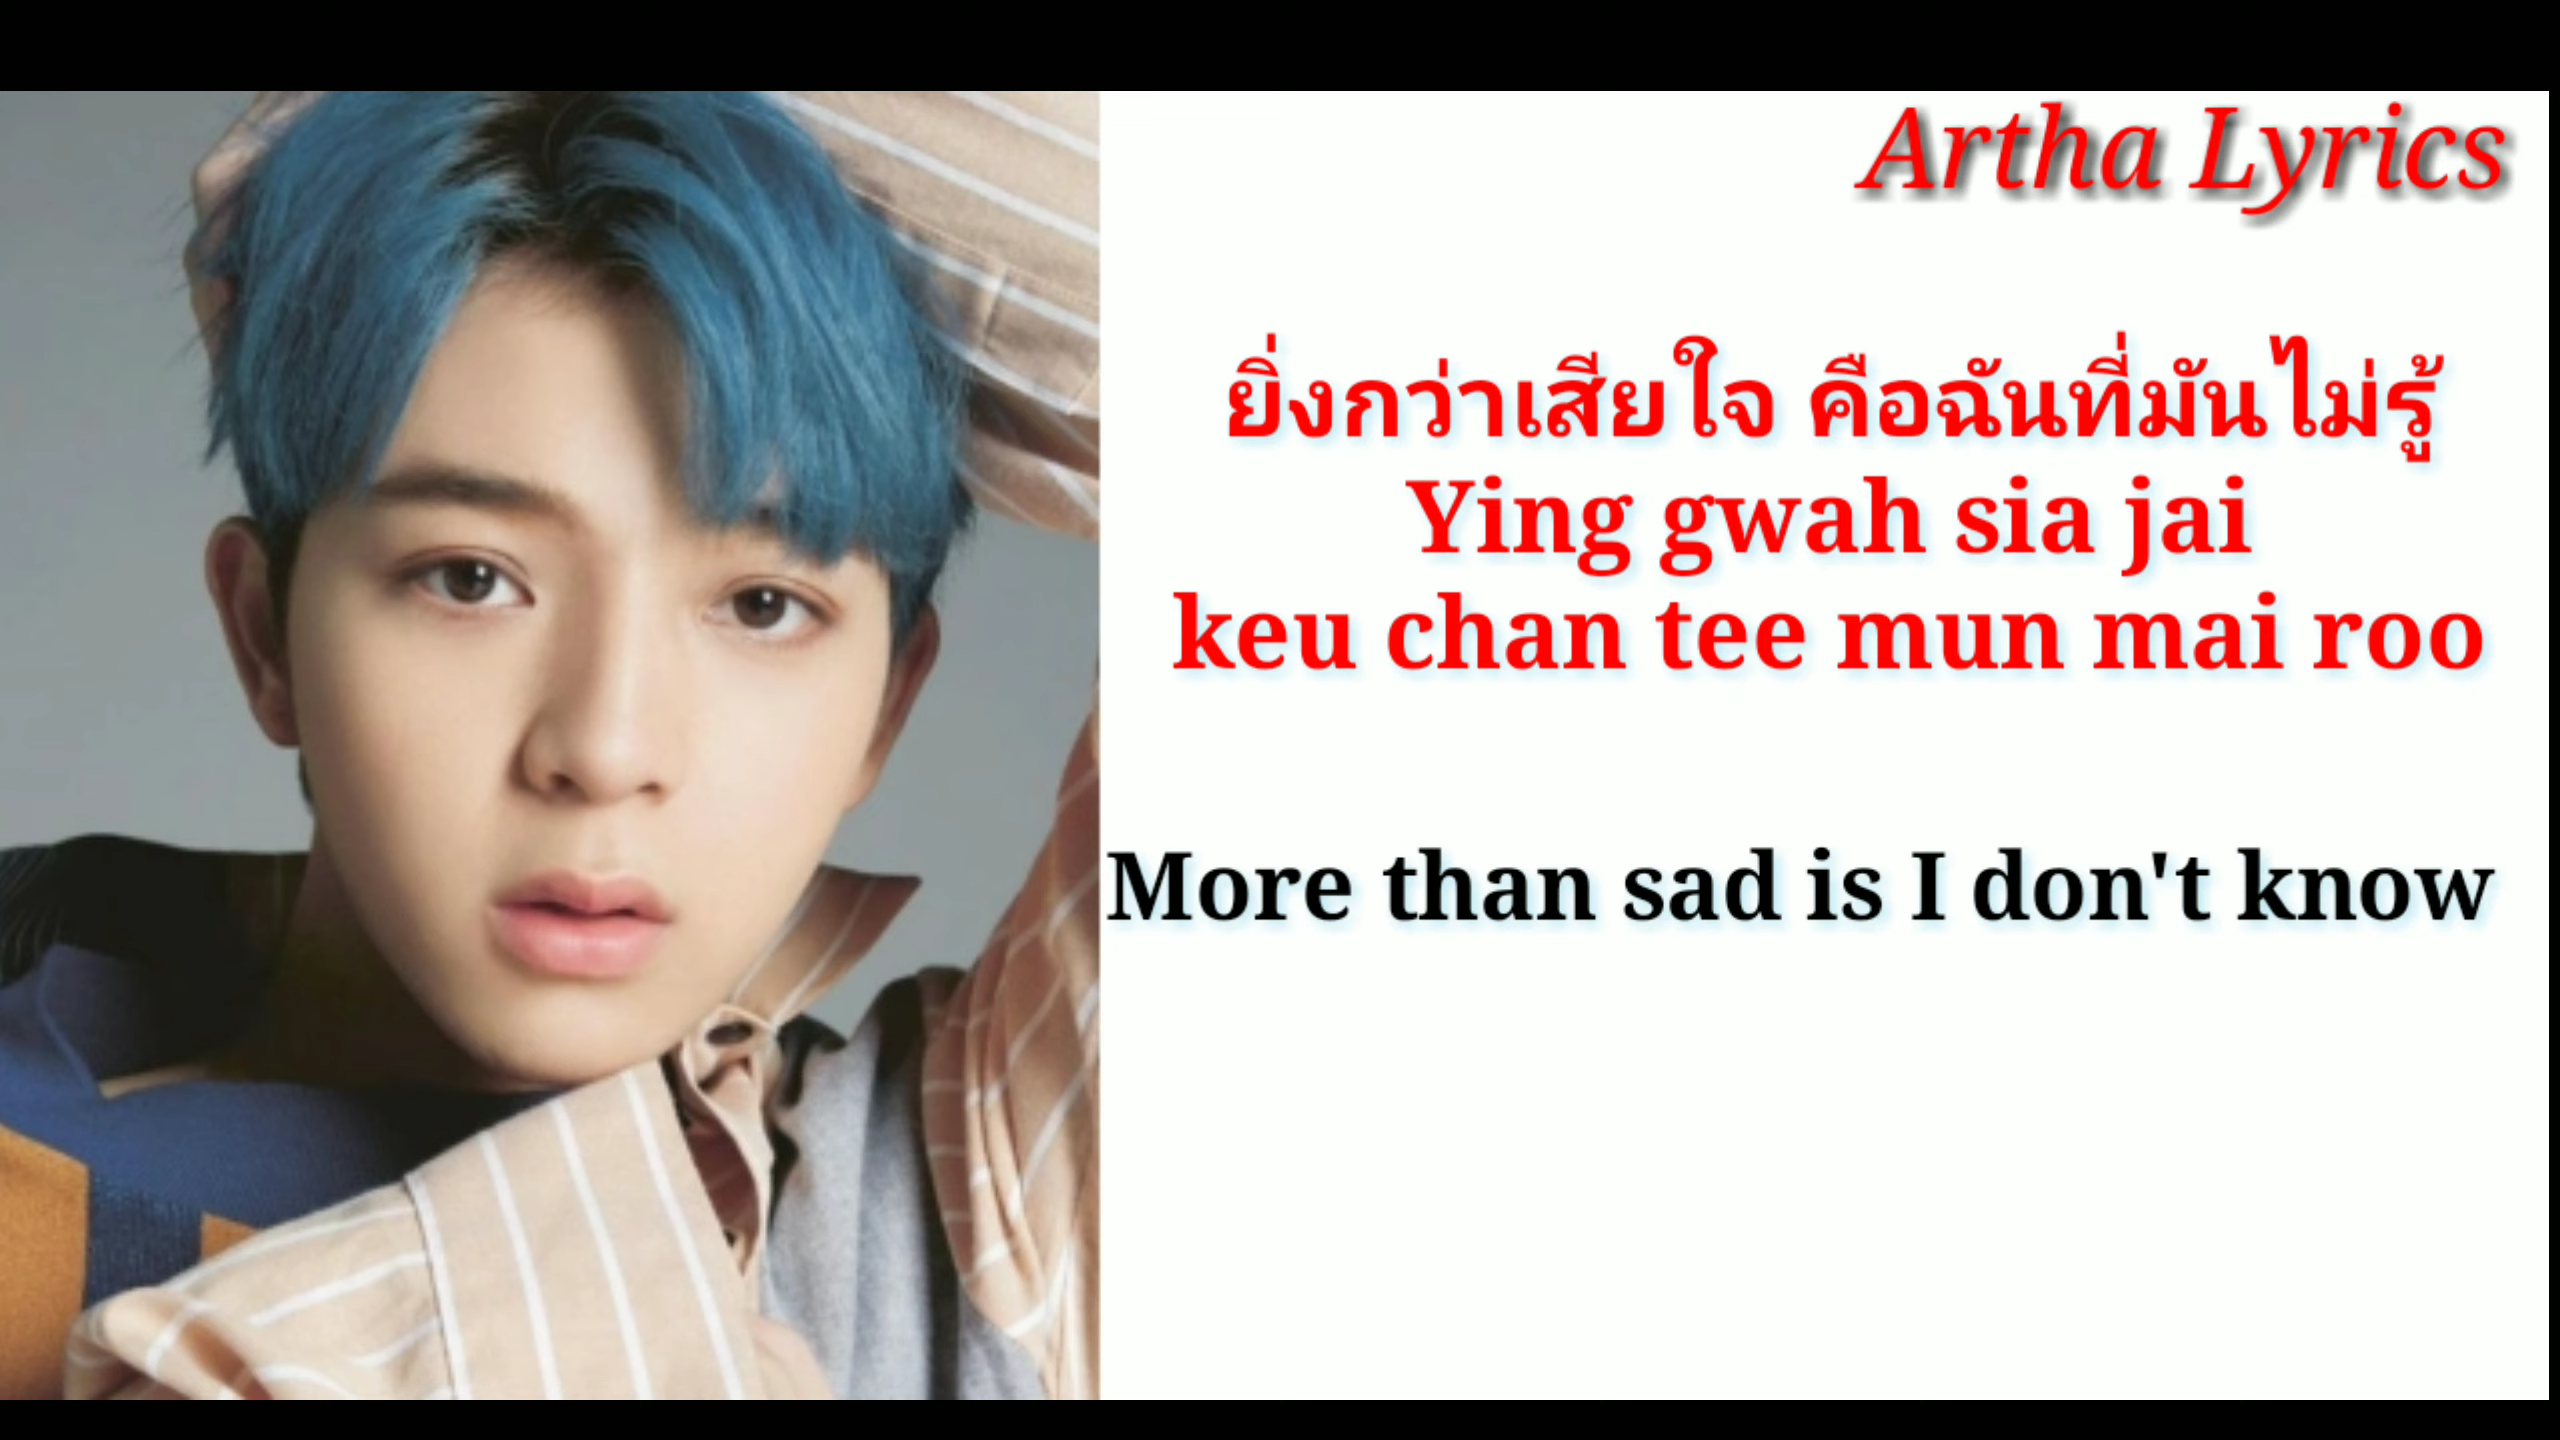 Artha Lyrics
ยิ่งกว่าเสียใจ คือฉันที่มันไม่รู้
Ying gwah sia jai
keu chan tee mun mai roo
More than sad is I don't know